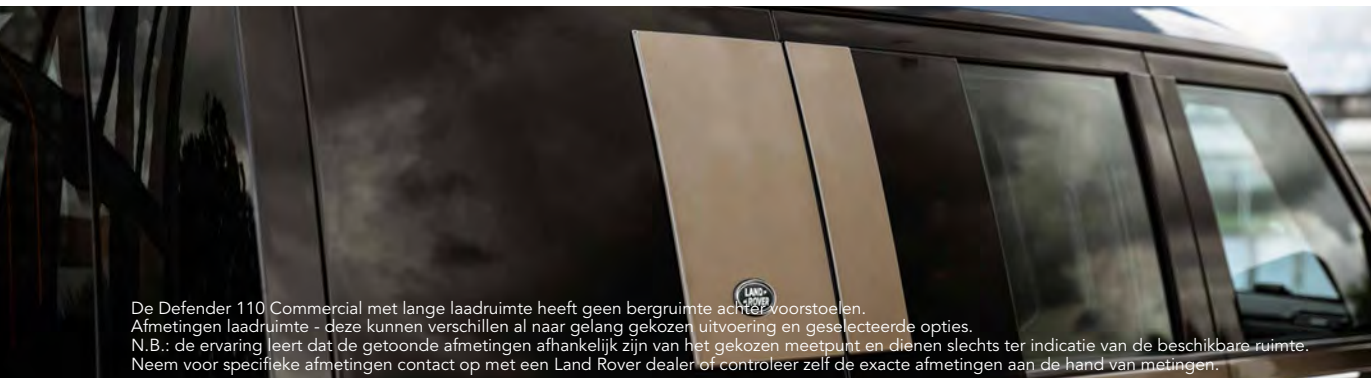 LAND-
-ROVER
De Defender 110 Commercial met lange laadruimte heeft geen bergruimte achter voorstoelen.
Afmetingen laadruimte - deze kunnen verschillen al naar gelang gekozen uitvoering en geselecteerde opties.
N.B.: de ervaring leert dat de getoonde afmetingen afhankelijk zijn van het gekozen meetpunt en dienen slechts ter indicatie van de beschikbare ruimte.
Neem voor specifieke afmetingen contact op met een Land Rover dealer of controleer zelf de exacte afmetingen aan de hand van metingen.